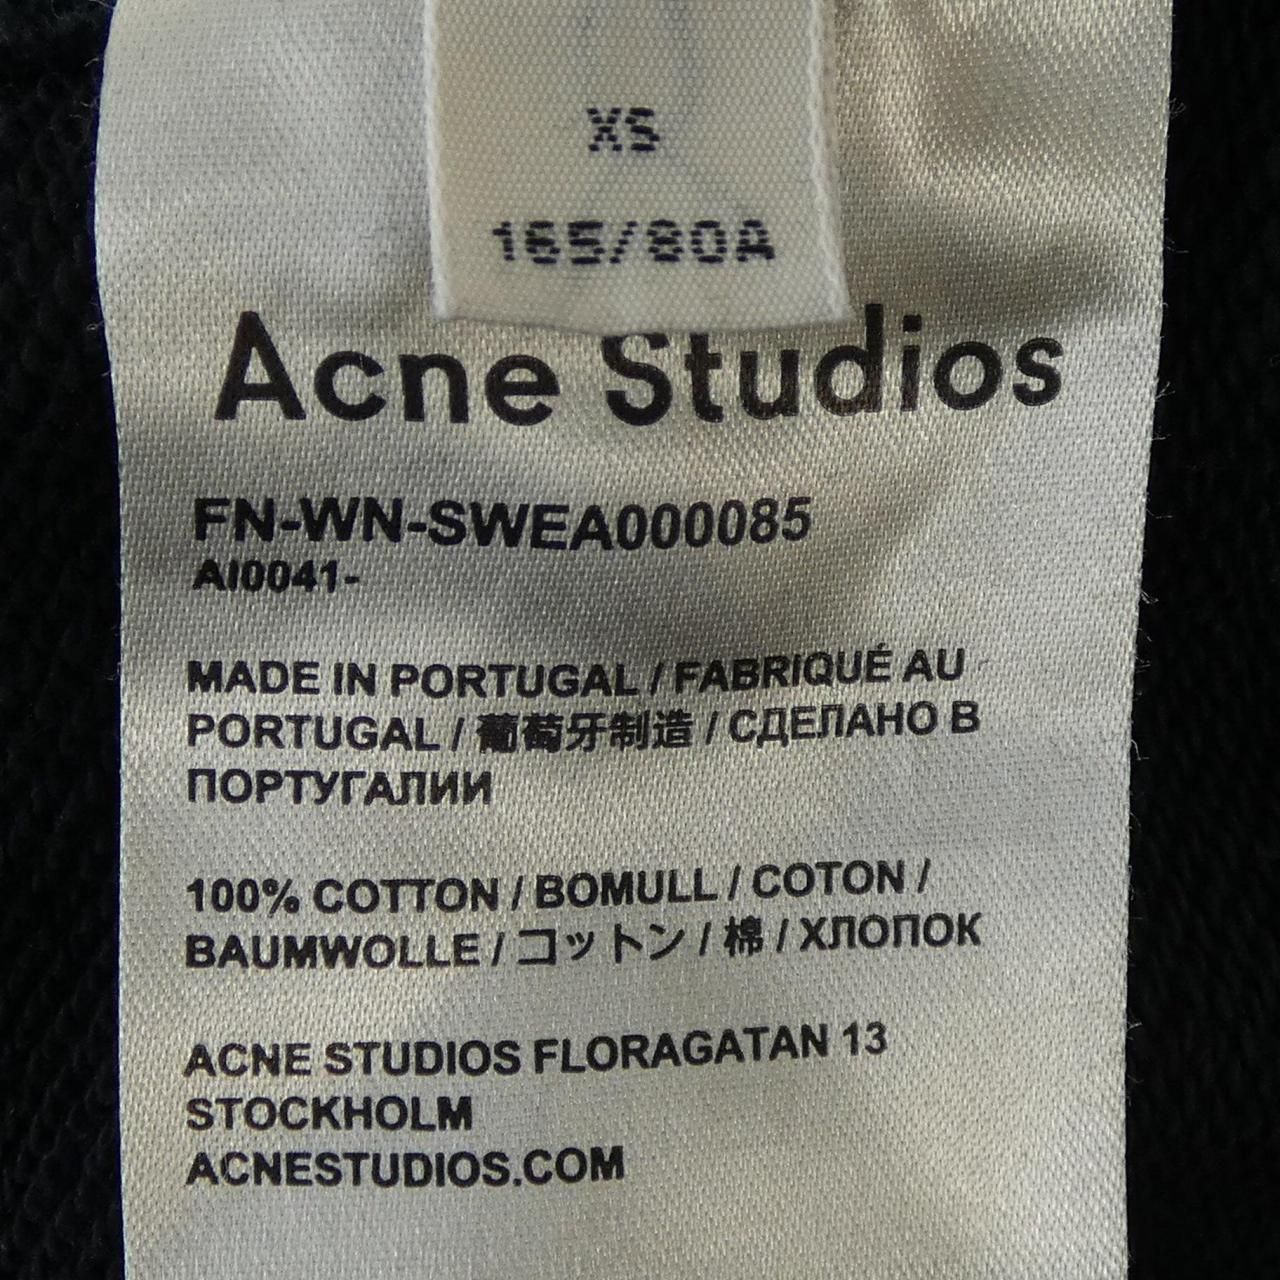 XS
165/80A
Acne Studios
FN-WN-SWEA000085
AI0041-
MADE IN PORTUGAL / FABRIQUÉ AU
PORTUGAL / 葡萄牙制造 / СДЕЛАНО В
ПОРТУГАЛИИ
100% COTTON / BOMULL / COTON /
BAUMWOLLE / コットン / 棉 / ХЛОПОК
ACNE STUDIOS FLORAGATAN 13
STOCKHOLM
ACNESTUDIOS.COM